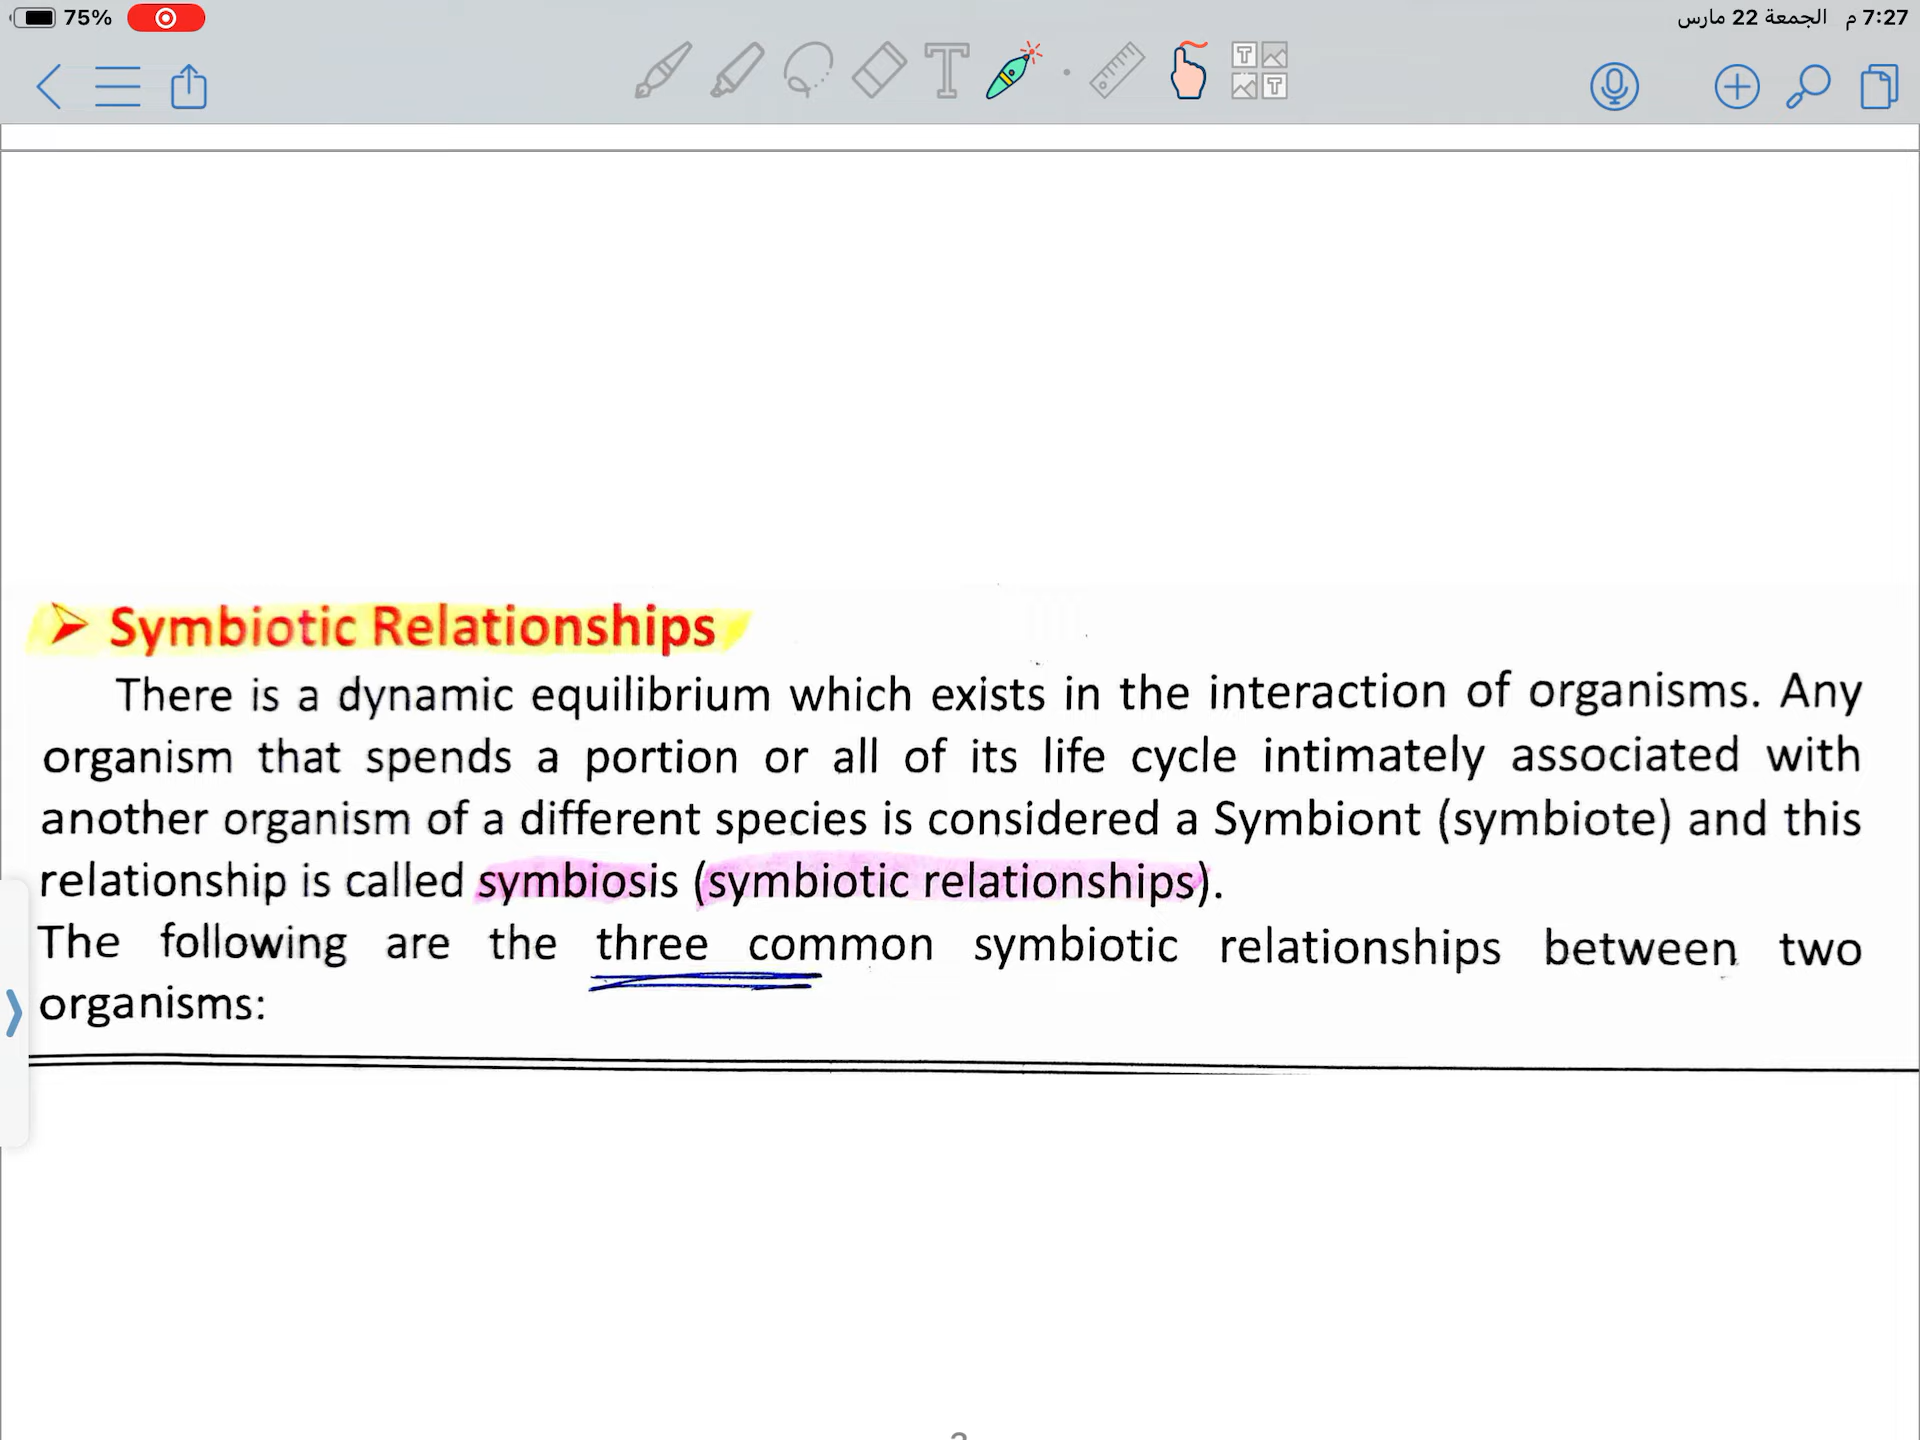 75%
7:27 م الجمعة 22 مارس
Symbiotic Relationships
There is a dynamic equilibrium which exists in the interaction of organisms. Any
organism that spends a portion or all of its life cycle intimately associated with
another organism of a different species is considered a Symbiont (symbiote) and this
relationship is called symbiosis (symbiotic relationships).
The following are the three common symbiotic relationships between two
organisms: